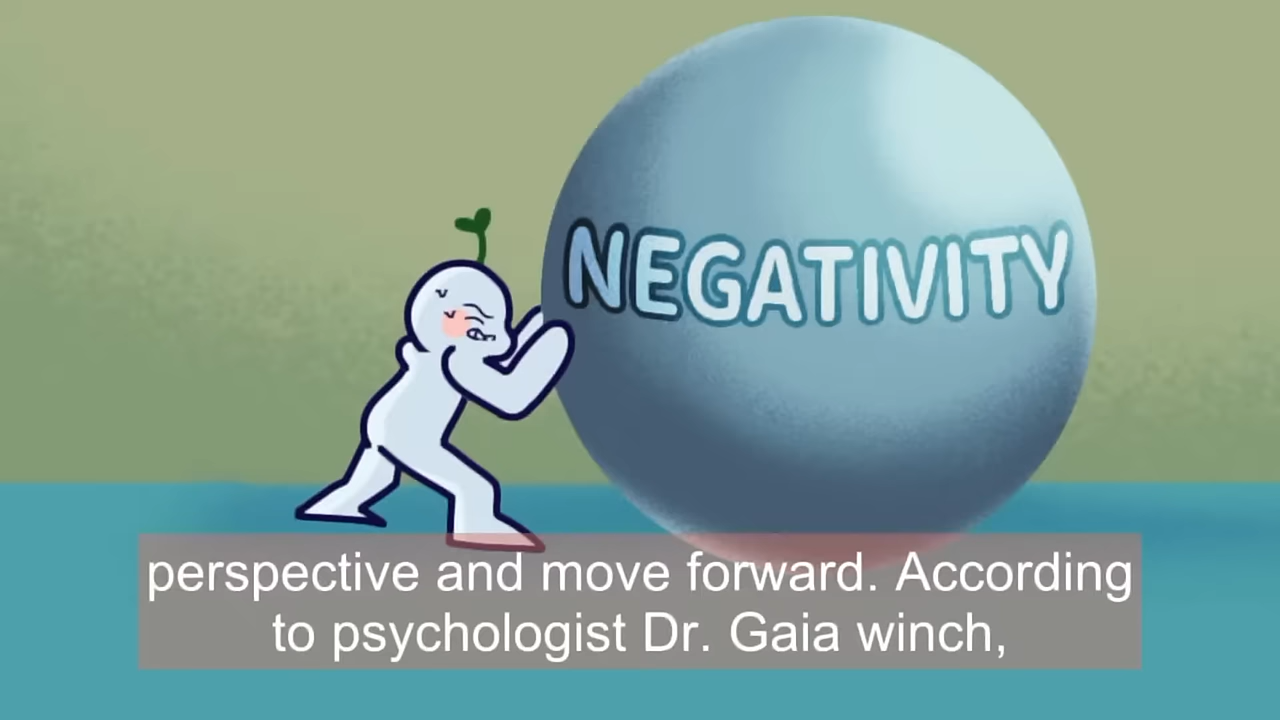 NEGATIVITY
perspective and move forward. According
to psychologist Dr. Gaia winch,